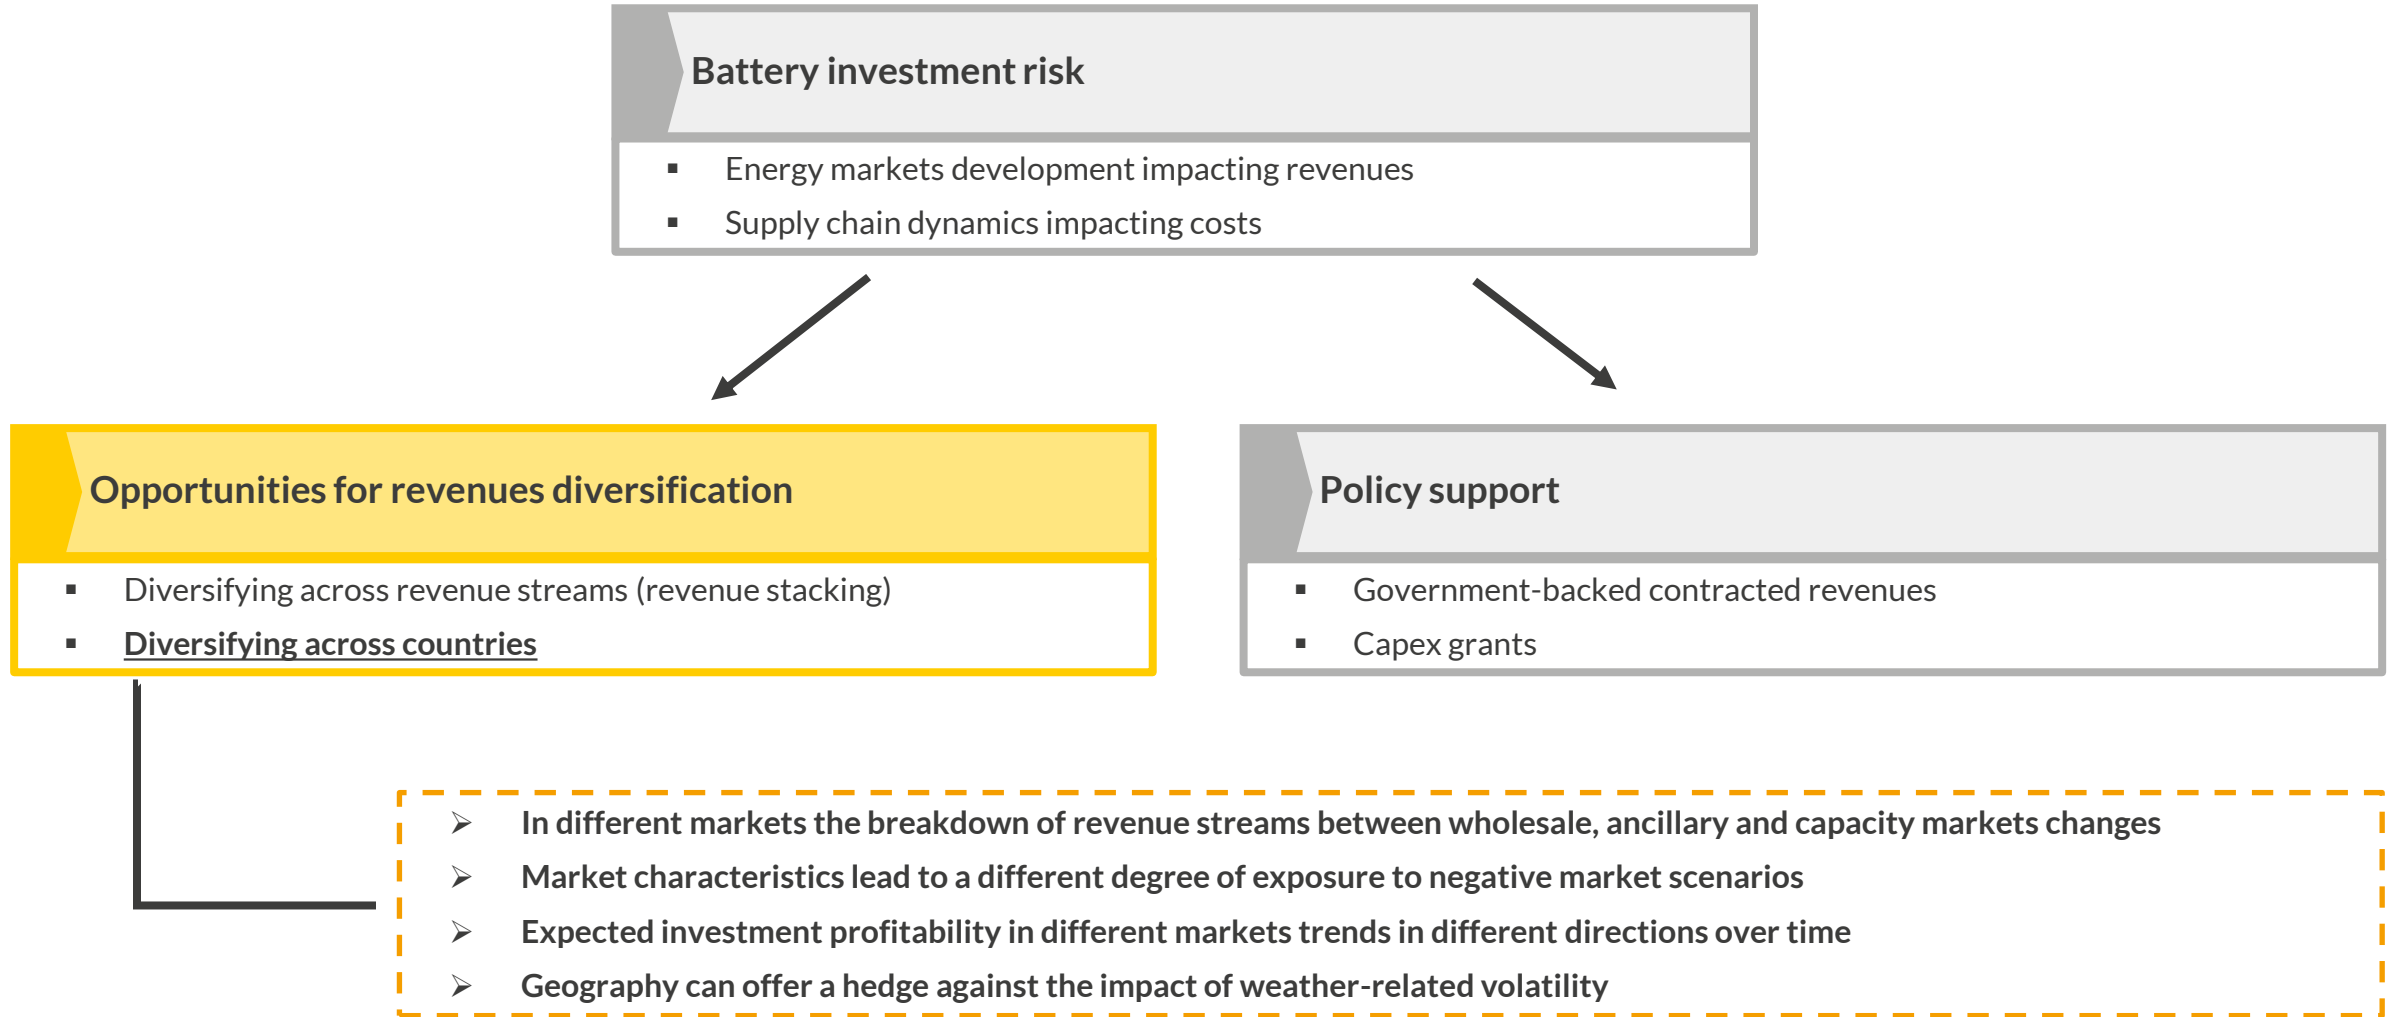 Battery investment risk
▪ Energy markets development impacting revenues
▪ Supply chain dynamics impacting costs
Opportunities for revenues diversification
▪ Diversifying across revenue streams (revenue stacking)
▪ Diversifying across countries
Policy support
▪ Government-backed contracted revenues
▪ Capex grants
➢ In different markets the breakdown of revenue streams between wholesale, ancillary and capacity markets changes
➢ Market characteristics lead to a different degree of exposure to negative market scenarios
➢ Expected investment profitability in different markets trends in different directions over time
➢ Geography can offer a hedge against the impact of weather-related volatility